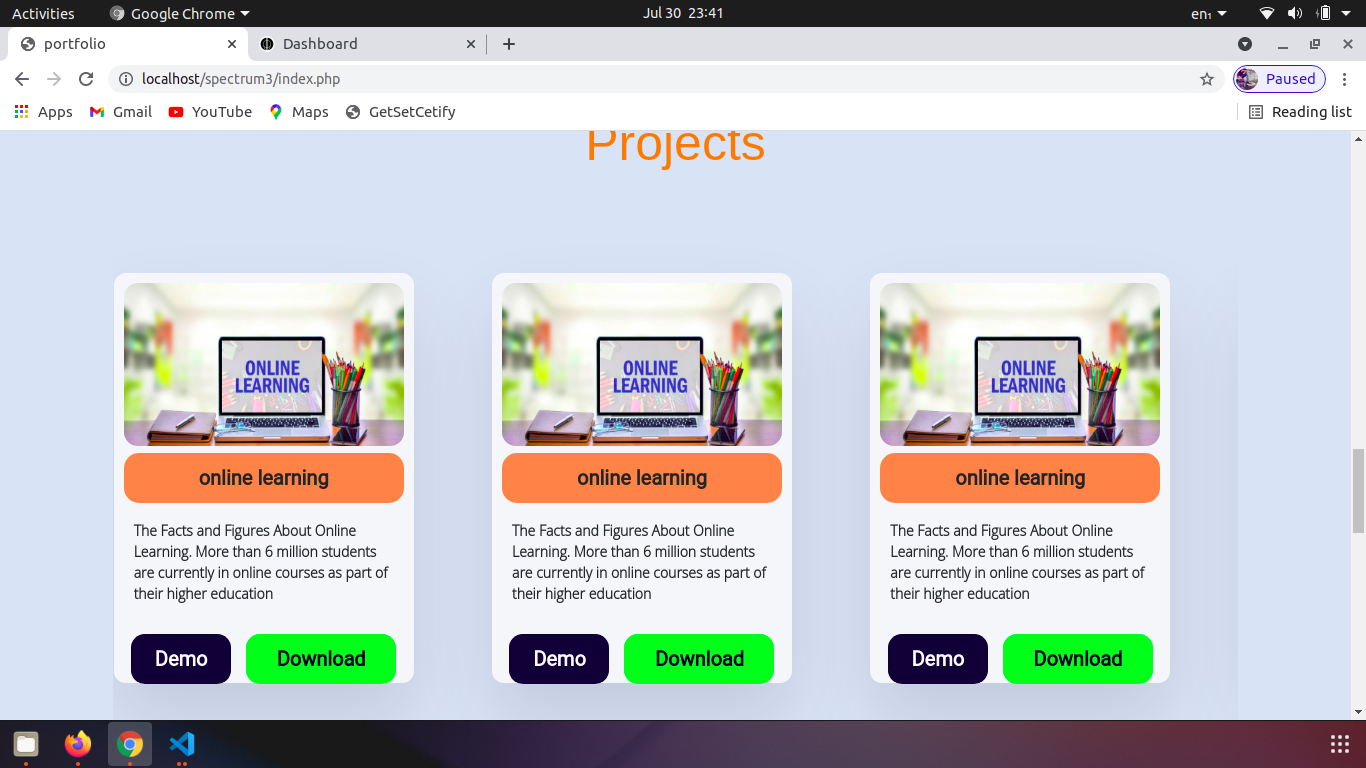 Activities
Google Chrome
Jul 30 23:41
en₁
portfolio
Dashboard
localhost/spectrum3/index.php
Paused
Apps
Gmail
YouTube
Maps
GetSetCetify
Reading list
Projects
ONLINE
LEARNING
ONLINE
LEARNING
ONLINE
LEARNING
online learning
online learning
online learning
The Facts and Figures About Online
Learning. More than 6 million students
are currently in online courses as part of
their higher education
The Facts and Figures About Online
Learning. More than 6 million students
are currently in online courses as part of
their higher education
The Facts and Figures About Online
Learning. More than 6 million students
are currently in online courses as part of
their higher education
Demo
Download
Demo
Download
Demo
Download